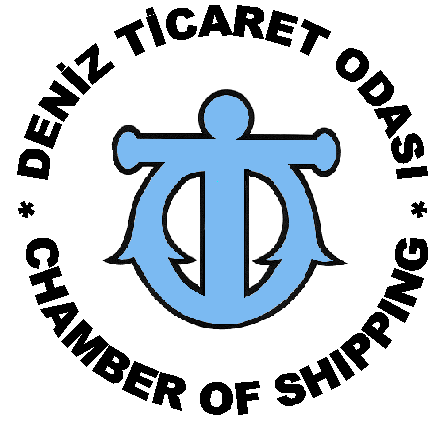 DENİZ TİCARET ODASI
* CHAMBER OF SHIPPING *